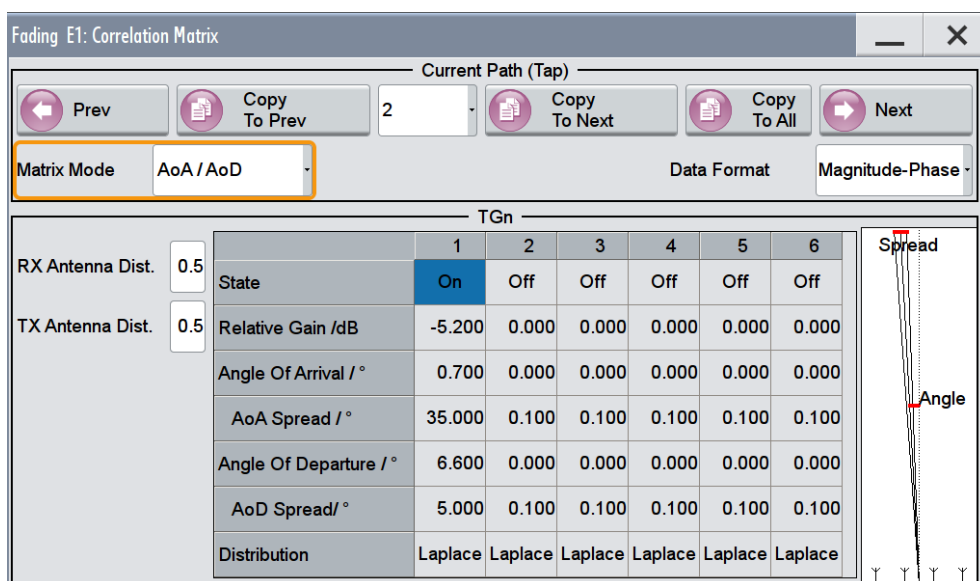 Fading E1: Correlation Matrix
Current Path (Tap)
Prev
Copy To Prev
2
Copy To Next
Copy To All
Next
Matrix Mode AoA / AoD Data Format Magnitude-Phase
TGn
RX Antenna Dist. 0.5
TX Antenna Dist. 0.5
1 2 3 4 5 6
State On Off Off Off Off Off
Relative Gain /dB -5.200 0.000 0.000 0.000 0.000 0.000
Angle Of Arrival / ° 0.700 0.000 0.000 0.000 0.000 0.000
AoA Spread / ° 35.000 0.100 0.100 0.100 0.100 0.100
Angle Of Departure / ° 6.600 0.000 0.000 0.000 0.000 0.000
AoD Spread/ ° 5.000 0.100 0.100 0.100 0.100 0.100
Distribution Laplace Laplace Laplace Laplace Laplace Laplace
Spread
Angle